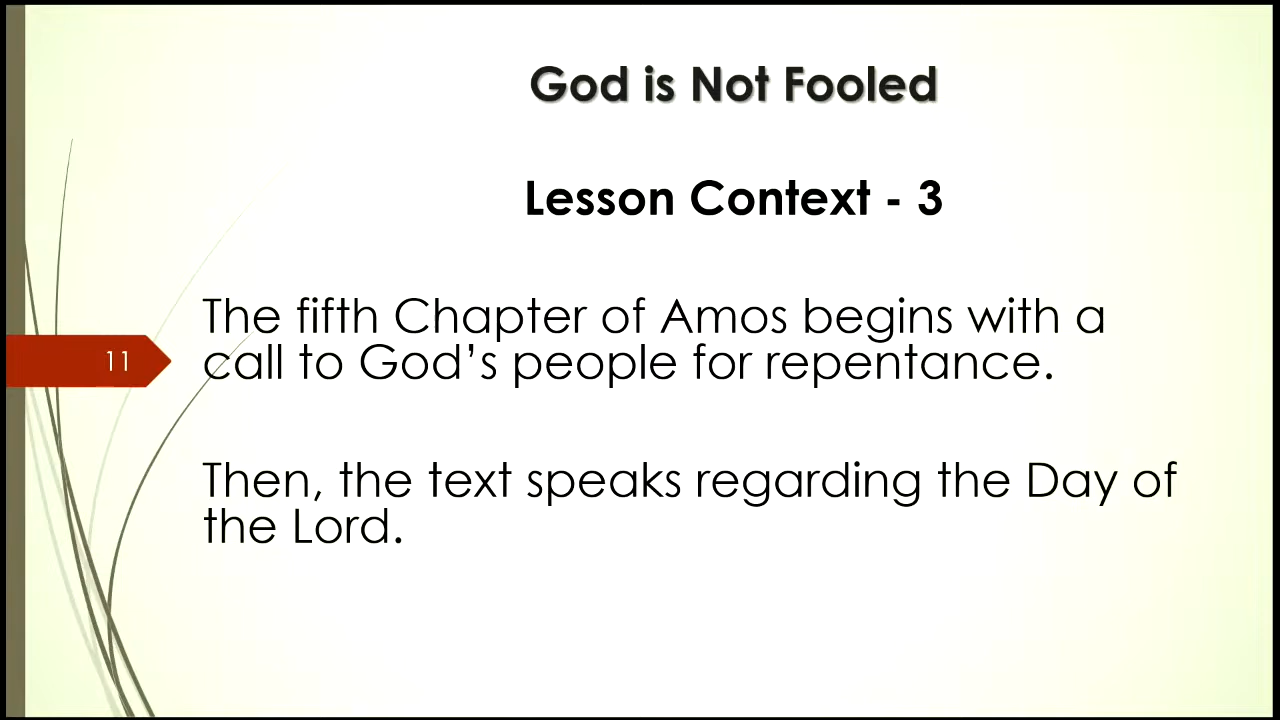 God is Not Fooled
Lesson Context - 3
The fifth Chapter of Amos begins with a
call to God’s people for repentance.
11
Then, the text speaks regarding the Day of
the Lord.